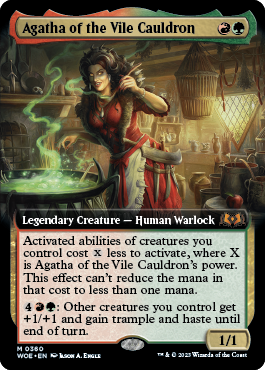 Agatha of the Vile Cauldron
Legendary Creature — Human Warlock
Activated abilities of creatures you
control cost X less to activate, where X
is Agatha of the Vile Cauldron's power.
This effect can't reduce the mana in
that cost to less than one mana.
4: Other creatures you control get
+1/+1 and gain trample and haste until
end of turn.
1/1
M 0360
WOE • EN Jason A. Engle
™ & © 2023 Wizards of the Coast